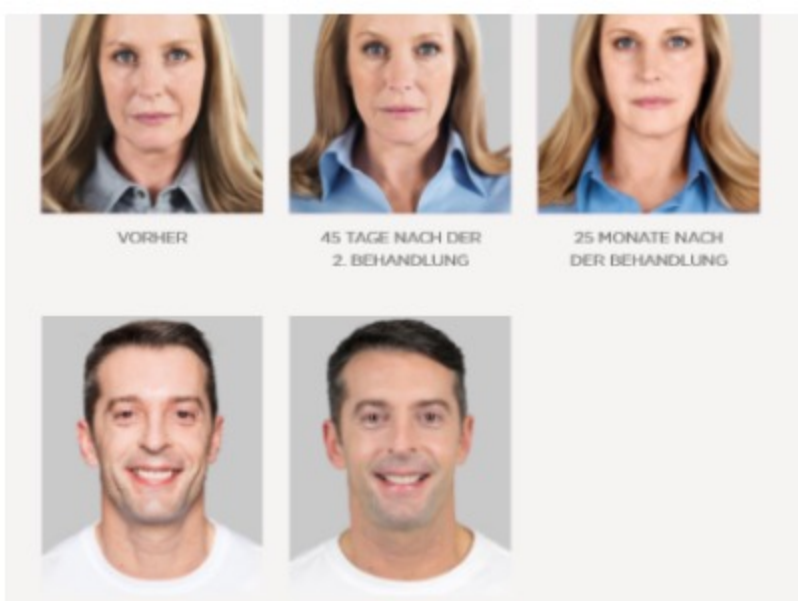 VORHER
45 TAGE NACH DER
2. BEHANDLUNG
25 MONATE NACH
DER BEHANDLUNG